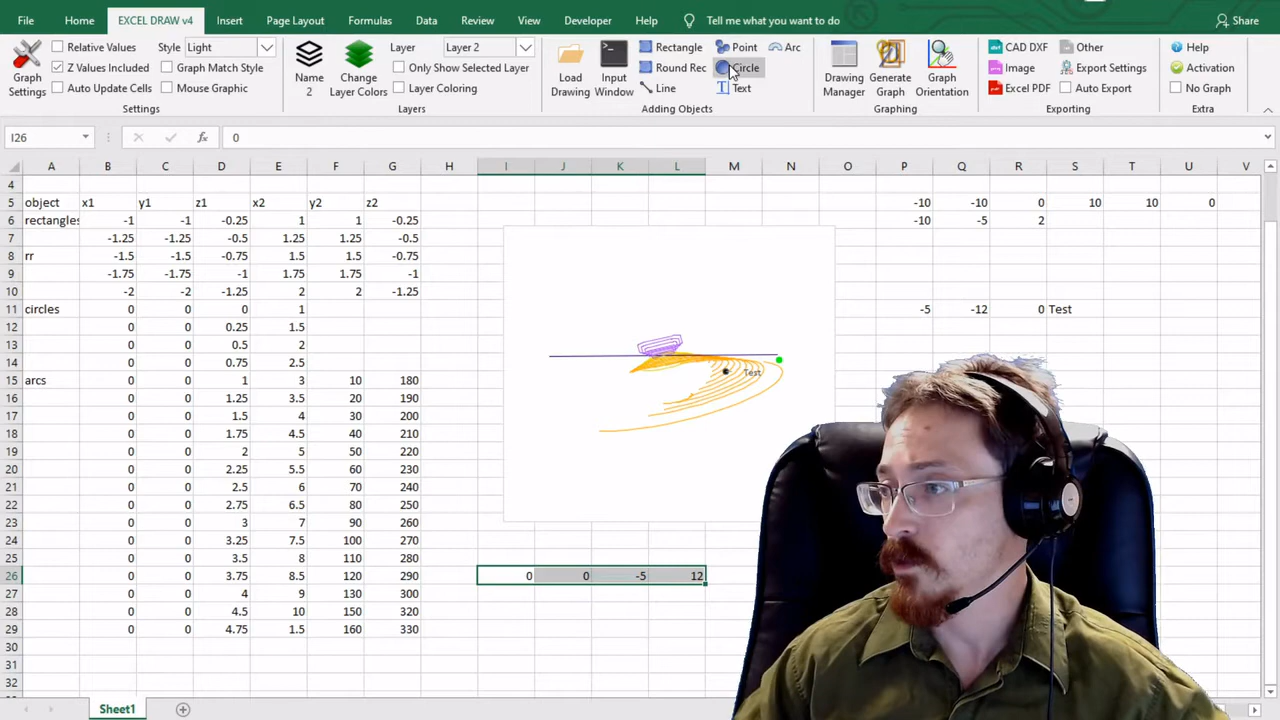 File Home EXCEL DRAW v4 Insert Page Layout Formulas Data Review View Developer Help Tell me what you want to do Share
Graph Settings
Relative Values
Z Values Included
Auto Update Cells
Style Light
Graph Match Style
Mouse Graphic
Settings
Name 2
Change Layer Colors
Layer Layer 2
Only Show Selected Layer
Layer Coloring
Layers
Load Drawing
Input Window
Rectangle
Round Rec
Line
Point
Circle
Text
Arc
Adding Objects
Drawing Manager
Generate Graph
Graph Orientation
Graphing
CAD DXF
Image
Excel PDF
Other
Export Settings
Auto Export
Exporting
Help
Activation
No Graph
Extra
I26 fx 0
A B C D E F G H I J K L M N O P Q R S T U V
4
5 object x1 y1 z1 x2 y2 z2 -10 -10 0 10 10 0
6 rectangles -1 -1 -0.25 1 1 -0.25 -10 -5 2
7 -1.25 -1.25 -0.5 1.25 1.25 -0.5
8 rr -1.5 -1.5 -0.75 1.5 1.5 -0.75
9 -1.75 -1.75 -1 1.75 1.75 -1
10 -2 -2 -1.25 2 2 -1.25
11 circles 0 0 0 1 -5 -12 0 Test
12 0 0 0.25 1.5
13 0 0 0.5 2
14 0 0 0.75 2.5
Test
15 arcs 0 0 1 3 10 180
16 0 0 1.25 3.5 20 190
17 0 0 1.5 4 30 200
18 0 0 1.75 4.5 40 210
19 0 0 2 5 50 220
20 0 0 2.25 5.5 60 230
21 0 0 2.5 6 70 240
22 0 0 2.75 6.5 80 250
23 0 0 3 7 90 260
24 0 0 3.25 7.5 100 270
25 0 0 3.5 8 110 280
26 0 0 3.75 8.5 120 290 0 0 -5 12
27 0 0 4 9 130 300
28 0 0 4.5 10 150 320
29 0 0 4.75 1.5 160 330
30
31
32
Sheet1